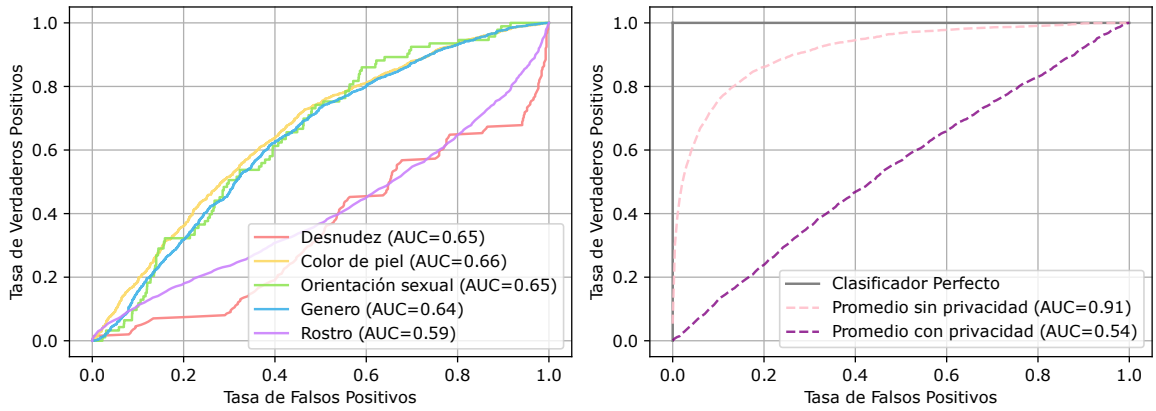 1.0
0.8
0.6
0.4
0.2
0.0
Tasa de Verdaderos Positivos
Desnudez (AUC=0.65)
Color de piel (AUC=0.66)
Orientación sexual (AUC=0.65)
Genero (AUC=0.64)
Rostro (AUC=0.59)
0.0 0.2 0.4 0.6 0.8 1.0
Tasa de Falsos Positivos
1.0
0.8
0.6
0.4
0.2
0.0
Tasa de Verdaderos Positivos
Clasificador Perfecto
Promedio sin privacidad (AUC=0.91)
Promedio con privacidad (AUC=0.54)
0.0 0.2 0.4 0.6 0.8 1.0
Tasa de Falsos Positivos